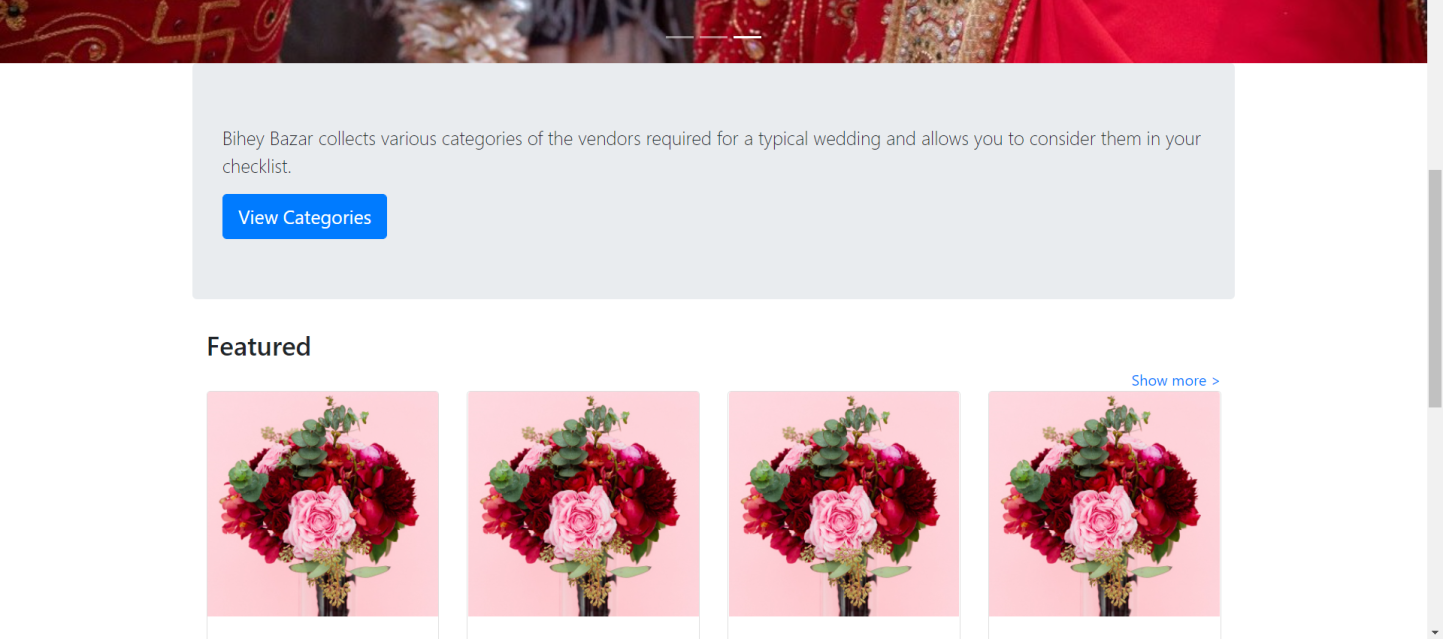 Bihey Bazar collects various categories of the vendors required for a typical wedding and allows you to consider them in your
checklist.
View Categories
Featured
Show more >